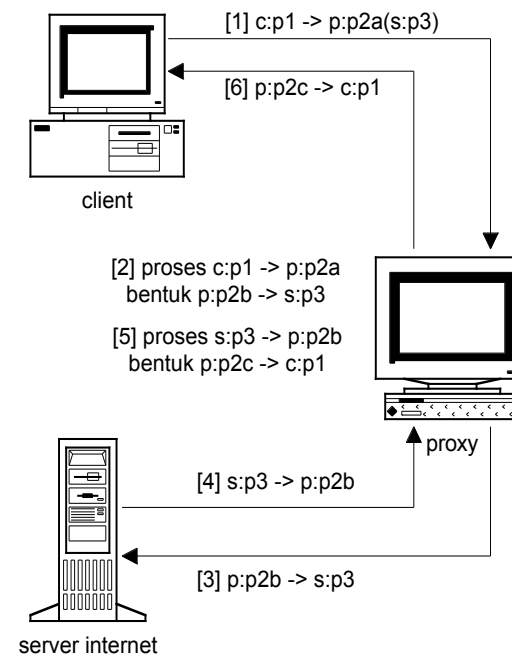 [1] c:p1 -> p:p2a(s:p3)
[6] p:p2c -> c:p1
client
[2] proses c:p1 -> p:p2a
bentuk p:p2b -> s:p3
[5] proses s:p3 -> p:p2b
bentuk p:p2c -> c:p1
proxy
[4] s:p3 -> p:p2b
[3] p:p2b -> s:p3
server internet